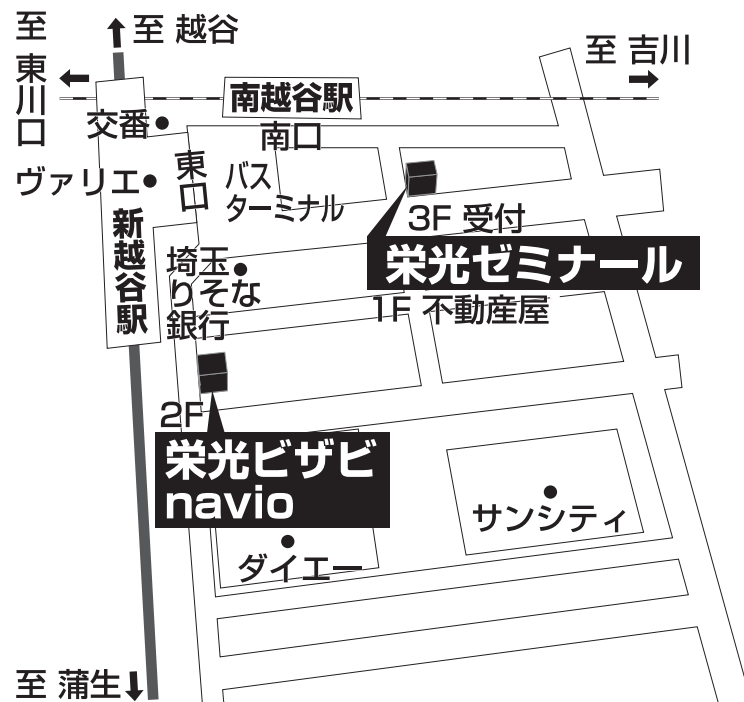 至 越谷
至 吉川
至
東川口
南越谷駅
南口
交番
ヴァリエ
東口
バス
ターミナル
新越谷駅
3F 受付
栄光ゼミナール
1F 不動産屋
埼玉
りそな
銀行
2F
栄光ビザビ
navio
サンシティ
ダイエー
至 蒲生